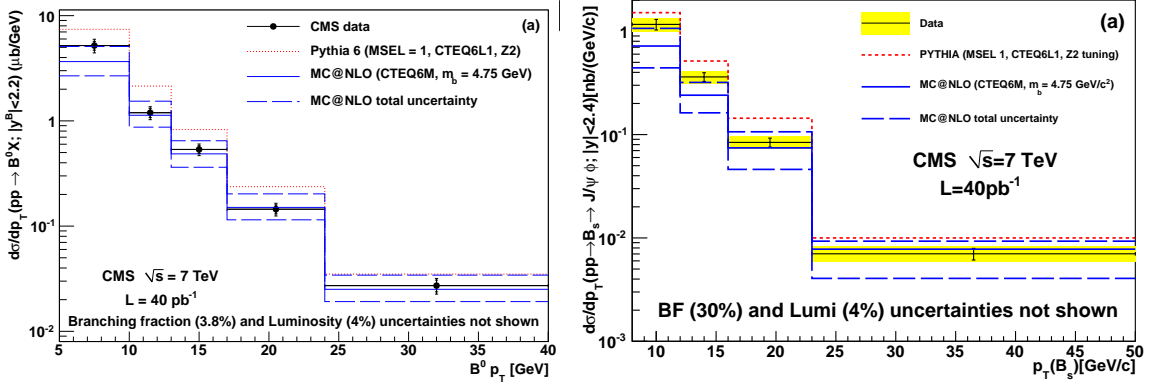 dσ/dp_T(pp → B⁰X; |y^B|<2.2) (μb/GeV)
(a)
CMS data
Pythia 6 (MSEL = 1, CTEQ6L1, Z2)
MC@NLO (CTEQ6M, m_b = 4.75 GeV)
MC@NLO total uncertainty
10
1
10⁻¹
10⁻²
CMS √s = 7 TeV
L = 40 pb⁻¹
Branching fraction (3.8%) and Luminosity (4%) uncertainties not shown
5 10 15 20 25 30 35 40
B⁰ p_T [GeV]
dσ/dp_T(pp→B_s→ J/ψ φ; |y|<2.4)[nb/(GeV/c)]
(a)
Data
PYTHIA (MSEL 1, CTEQ6L1, Z2 tuning)
MC@NLO (CTEQ6M, m_b = 4.75 GeV/c²)
MC@NLO total uncertainty
1
10⁻¹
10⁻²
10⁻³
CMS √s=7 TeV
L=40pb⁻¹
BF (30%) and Lumi (4%) uncertainties not shown
10 15 20 25 30 35 40 45 50
p_T(B_s)[GeV/c]